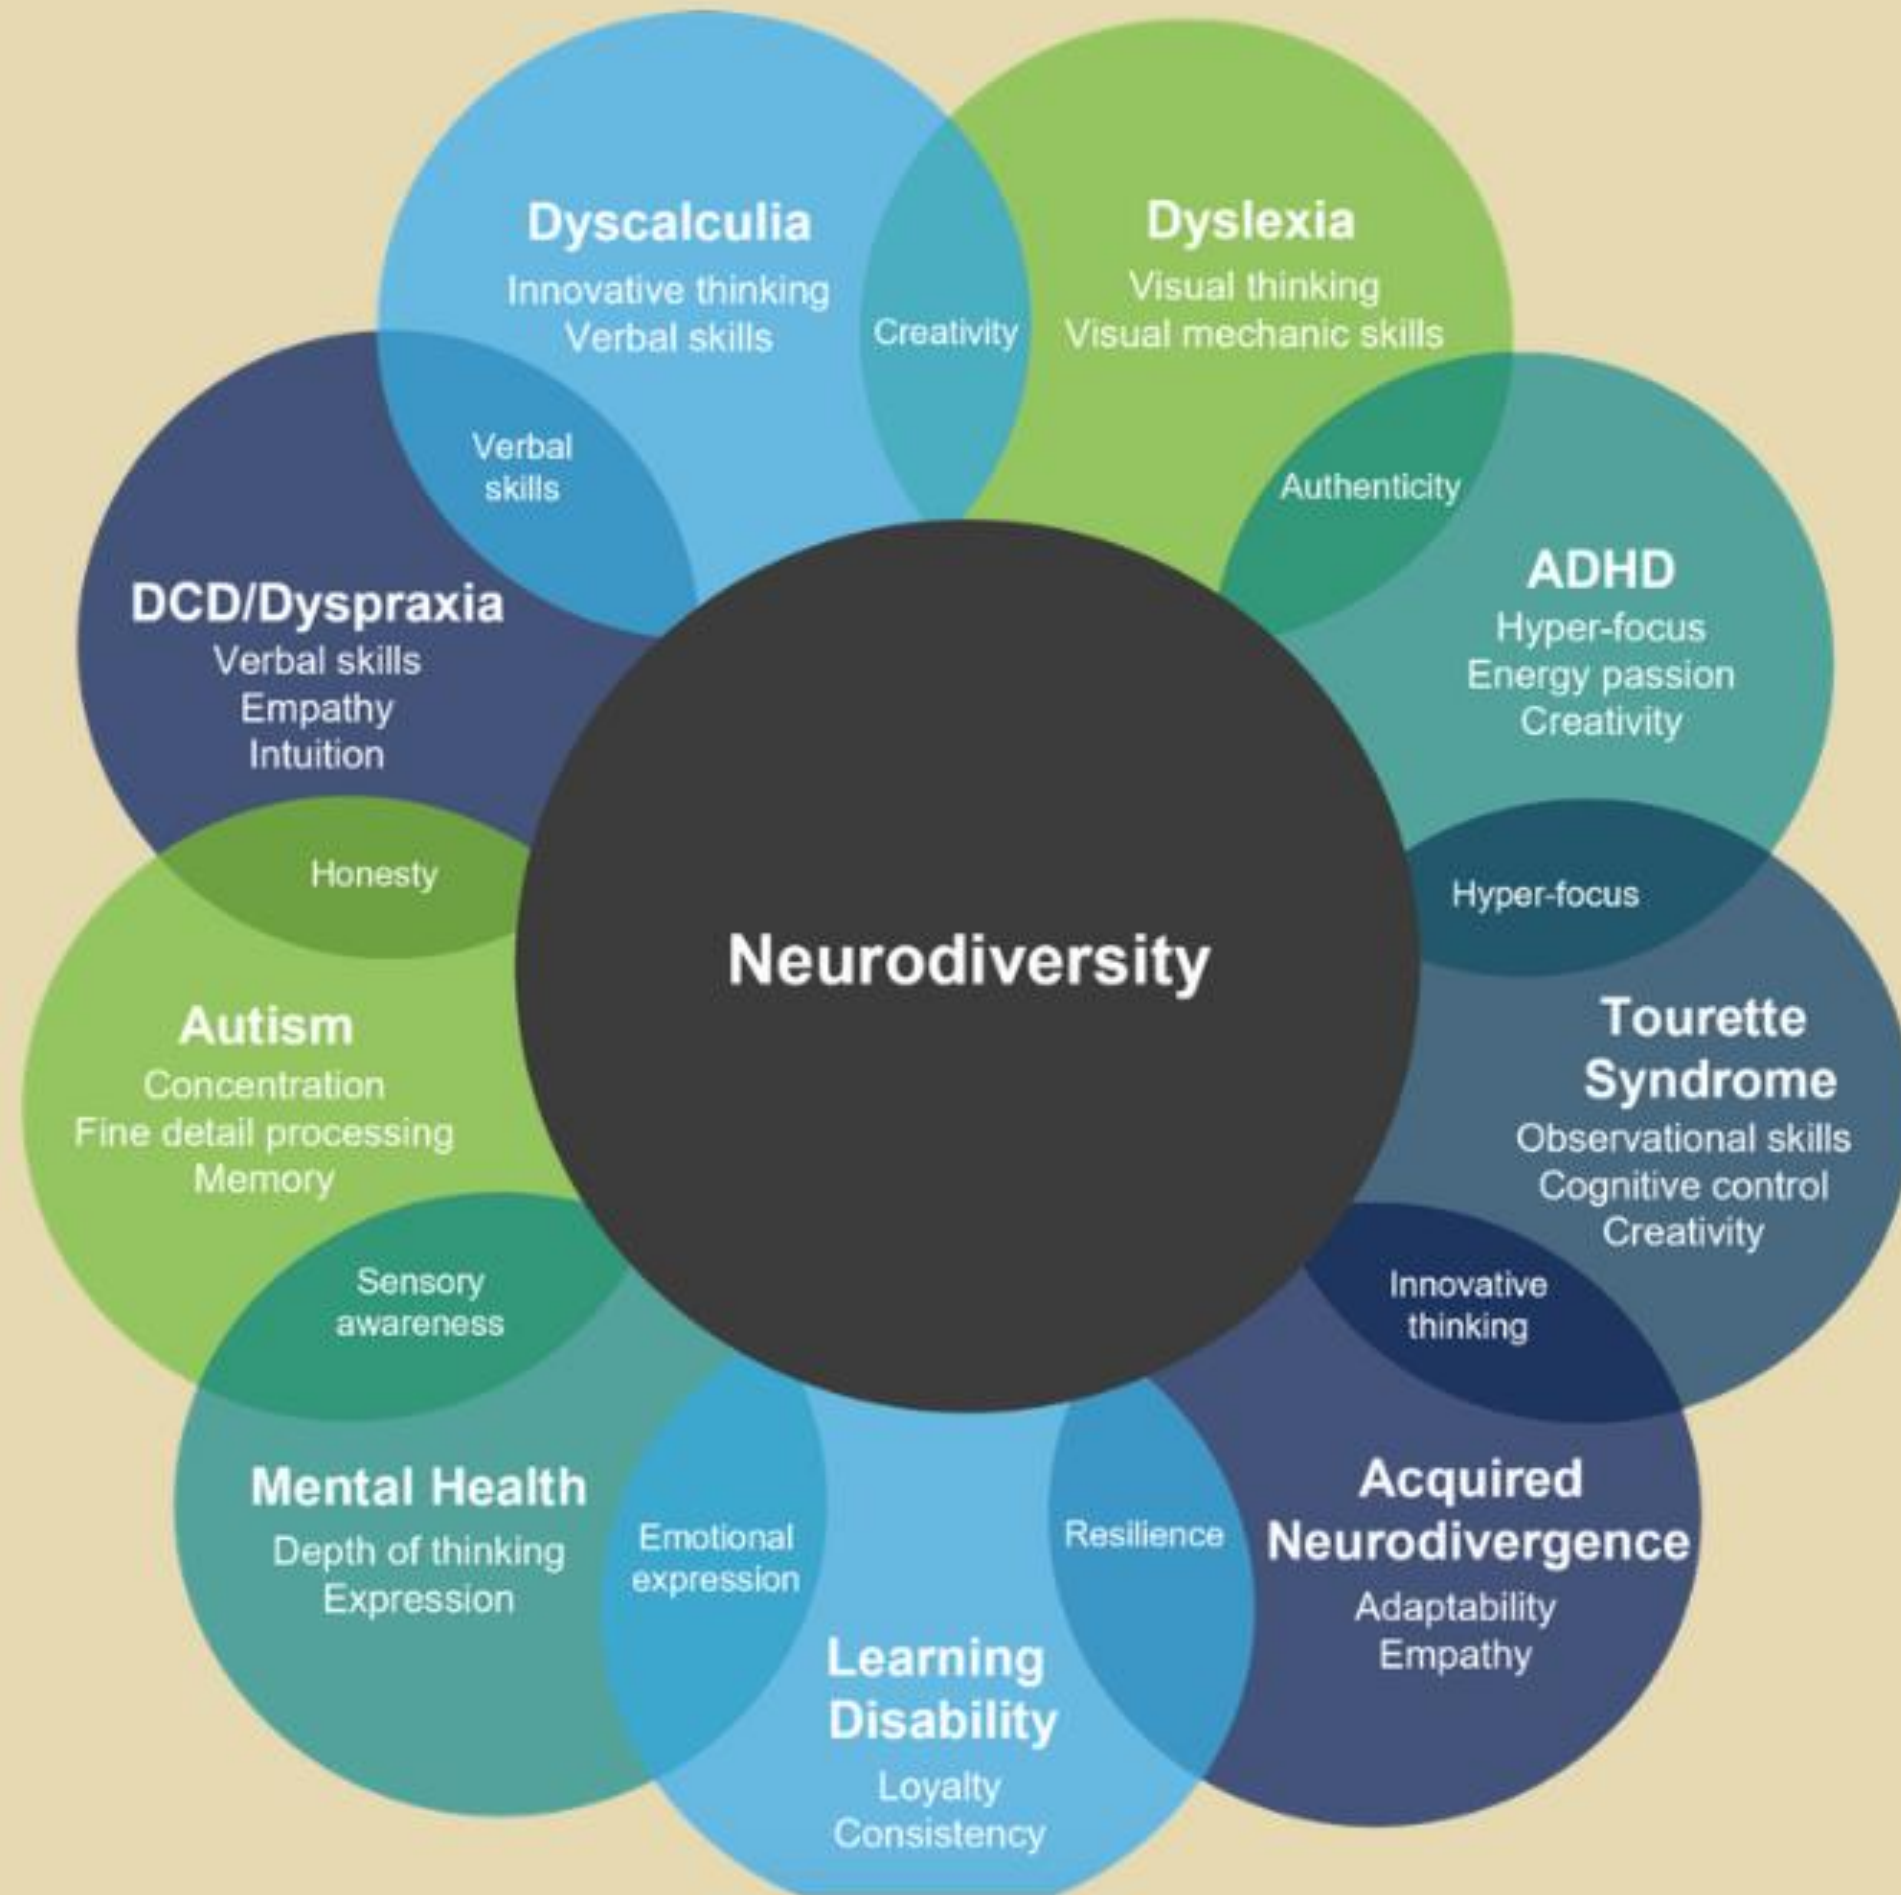 Dyscalculia
Innovative thinking
Verbal skills
Creativity
Dyslexia
Visual thinking
Visual mechanic skills
Authenticity
ADHD
Hyper-focus
Energy passion
Creativity
Hyper-focus
Tourette
Syndrome
Observational skills
Cognitive control
Creativity
Innovative
thinking
Acquired
Neurodivergence
Adaptability
Empathy
Resilience
Learning
Disability
Loyalty
Consistency
Emotional
expression
Mental Health
Depth of thinking
Expression
Sensory
awareness
Autism
Concentration
Fine detail processing
Memory
Honesty
DCD/Dyspraxia
Verbal skills
Empathy
Intuition
Verbal
skills
Neurodiversity